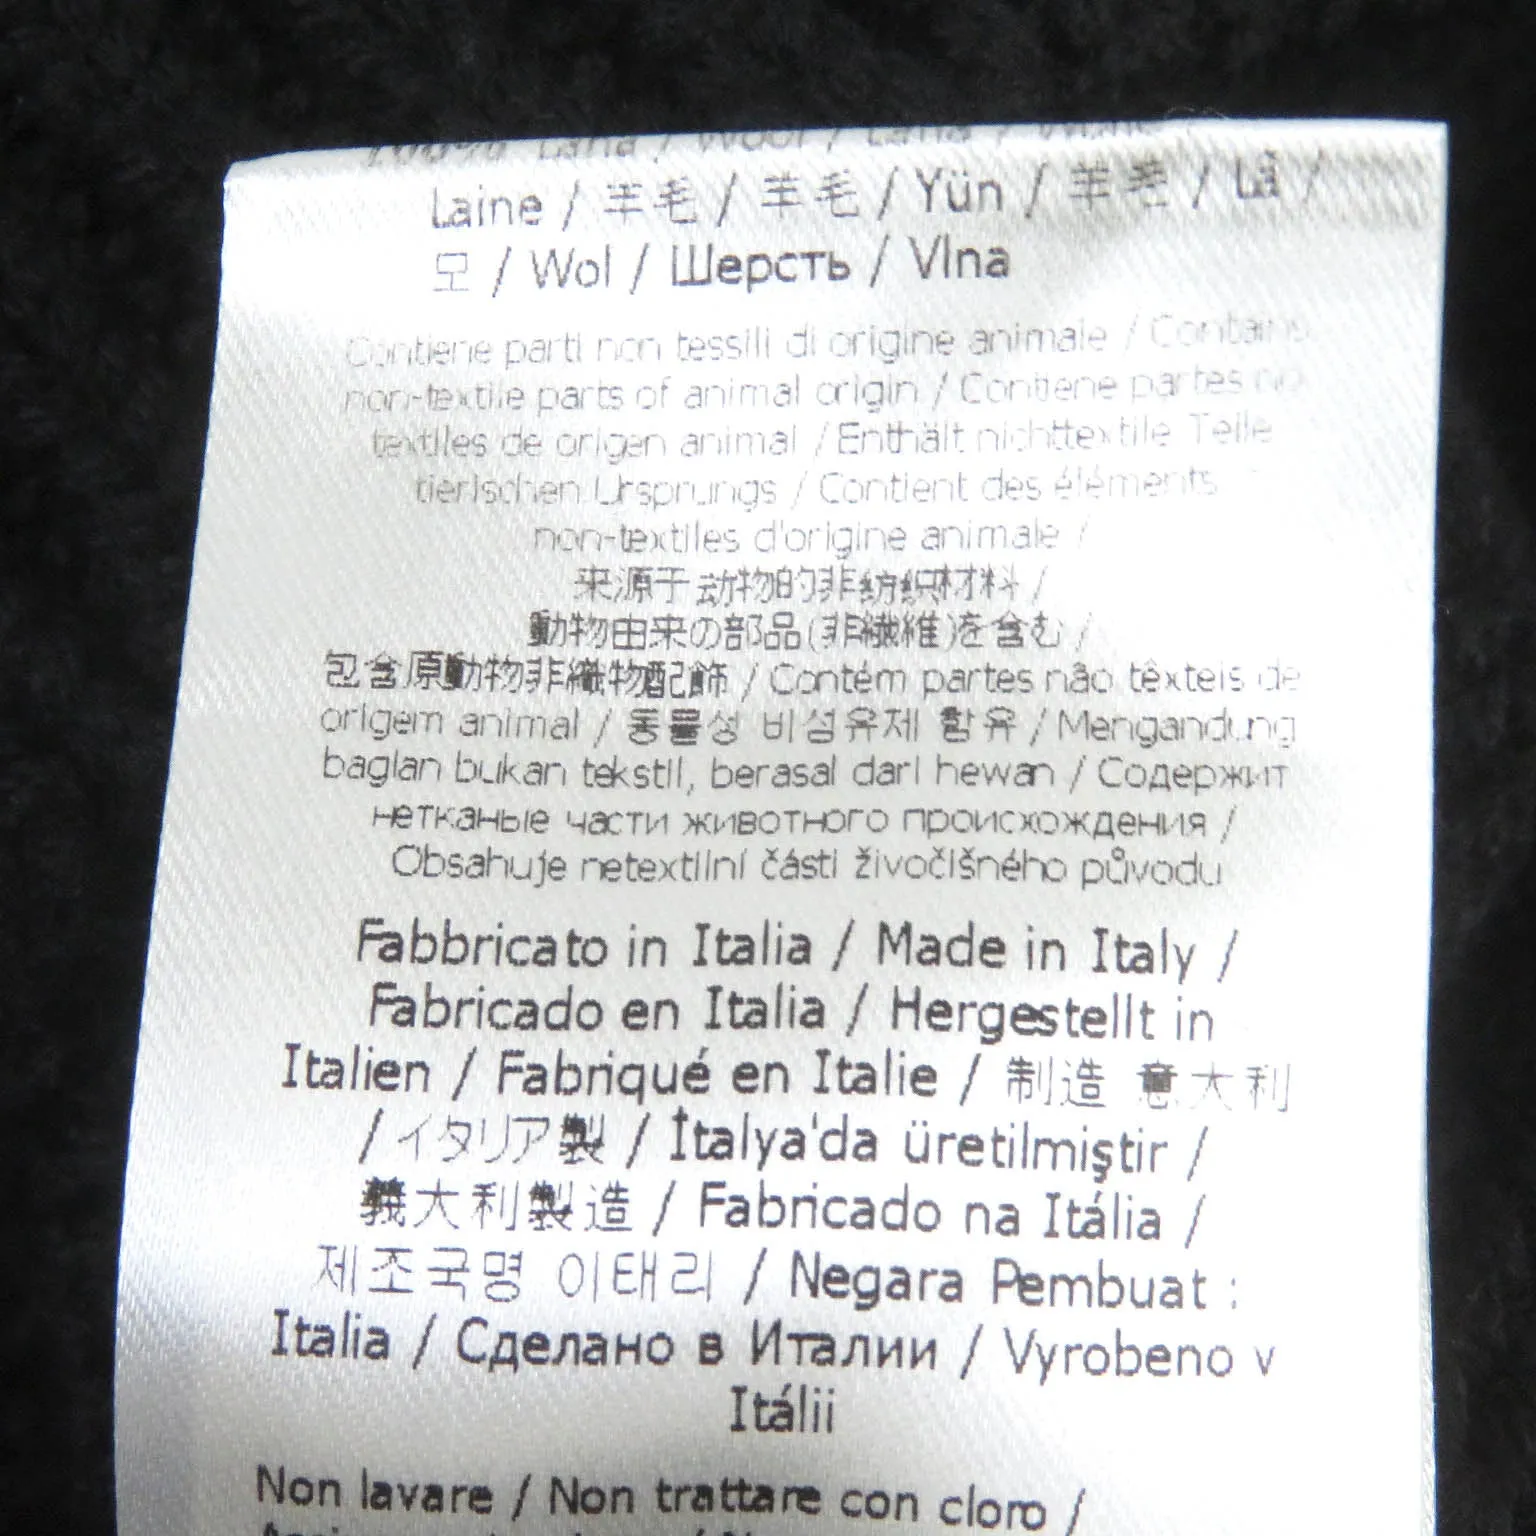 100% Lana / Wool / Lana / Wolle /
Laine / 羊毛 / 羊毛 / Yün / 羊毛 / Lã /
모 / Wol / Шерсть / Vlna
Contiene parti non tessili di origine animale / Contains
non-textile parts of animal origin / Contiene partes no
textiles de origen animal / Enthält nichttextile Teile
tierischen Ursprungs / Contient des éléments
non-textiles d'origine animale /
来源于动物的非纺织材料 /
動物由来の部品(非繊維)を含む /
包含原動物非織物配飾 / Contém partes não têxteis de
origem animal / 동물성 비섬유제 함유 / Mengandung
bagian bukan tekstil, berasal dari hewan / Содержит
нетканые части животного происхождения /
Obsahuje netextilní části živočišného původu
Fabbricato in Italia / Made in Italy /
Fabricado en Italia / Hergestellt in
Italien / Fabriqué en Italie / 制造 意大利
/ イタリア製 / İtalya'da üretilmiştir /
義大利製造 / Fabricado na Itália /
제조국명 이태리 / Negara Pembuat :
Italia / Сделано в Италии / Vyrobeno v
Itálii
Non lavare / Non trattare con cloro /